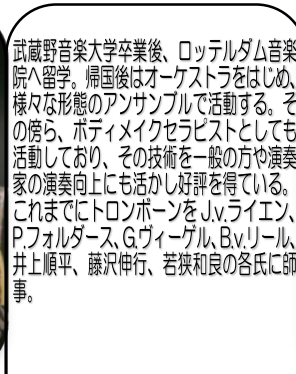 武蔵野音楽大学卒業後、ロッテルダム音楽
院へ留学。帰国後はオーケストラをはじめ、
様々な形態のアンサンブルで活動する。そ
の傍ら、ボディメイクセラピストとしても
活動しており、その技術を一般の方や演奏
家の演奏向上にも活かし好評を得ている。
これまでにトロンボーンをJ.v.ライエン、
P.フォルダース、G.ヴィーゲル、B.v.リール、
井上順平、藤沢伸行、若狭和良の各氏に師
事。